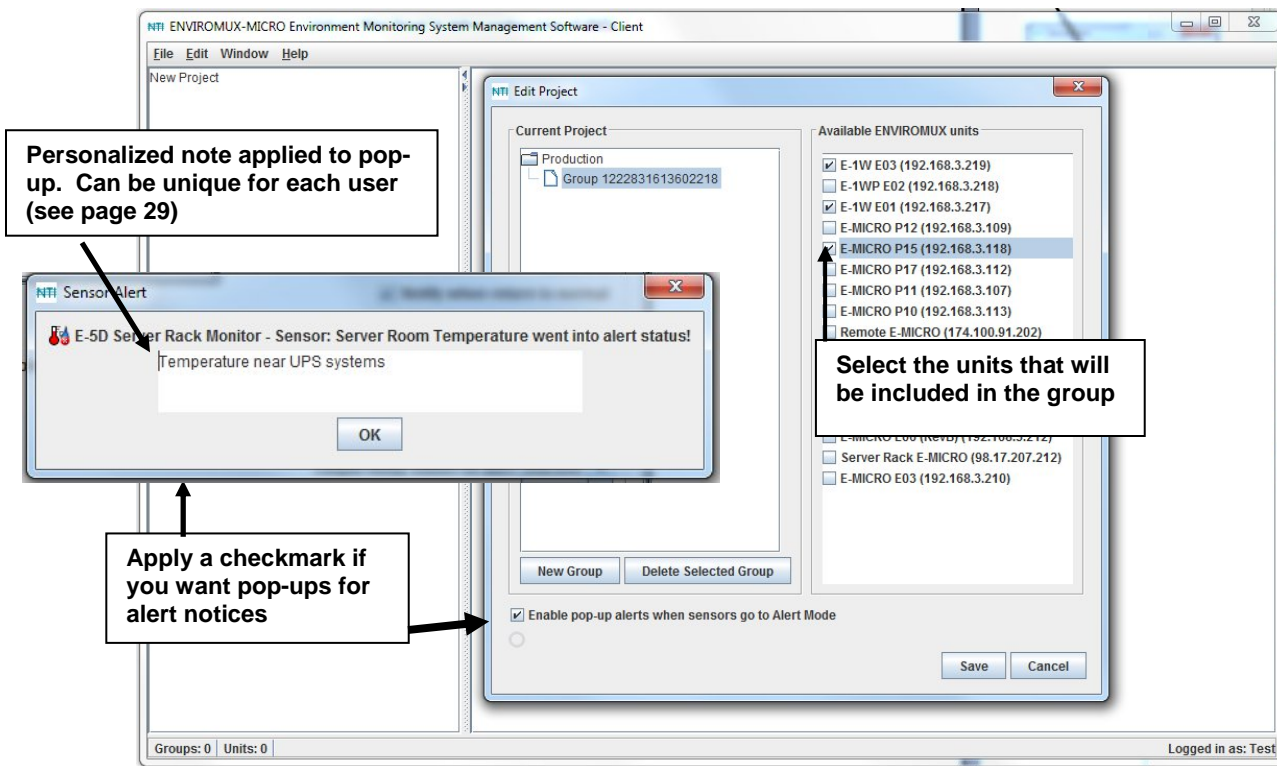 NTI ENVIROMUX-MICRO Environment Monitoring System Management Software - Client
File Edit Window Help
New Project
NTI Edit Project
Current Project
Production
Group 1222831613602218
Available ENVIROMUX units
E-1W E03 (192.168.3.219)
E-1WP E02 (192.168.3.218)
E-1W E01 (192.168.3.217)
E-MICRO P12 (192.168.3.109)
E-MICRO P15 (192.168.3.118)
E-MICRO P17 (192.168.3.112)
E-MICRO P11 (192.168.3.107)
E-MICRO P10 (192.168.3.113)
Remote E-MICRO (174.100.91.202)
E-MICRO E00 (RevB) (192.168.3.212)
Server Rack E-MICRO (98.17.207.212)
E-MICRO E03 (192.168.3.210)
Select the units that will
be included in the group
Personalized note applied to pop-
up. Can be unique for each user
(see page 29)
NTI Sensor Alert
E-5D Server Rack Monitor - Sensor: Server Room Temperature went into alert status!
Temperature near UPS systems
OK
Apply a checkmark if
you want pop-ups for
alert notices
New Group Delete Selected Group
Enable pop-up alerts when sensors go to Alert Mode
Save Cancel
Groups: 0 Units: 0
Logged in as: Test